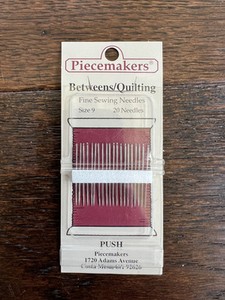 Piecemakers®
Betweens/Quilting
Fine Sewing Needles
Size 9 20 Needles
PUSH
Piecemakers
1720 Adams Avenue
Costa Mesa, CA 92626